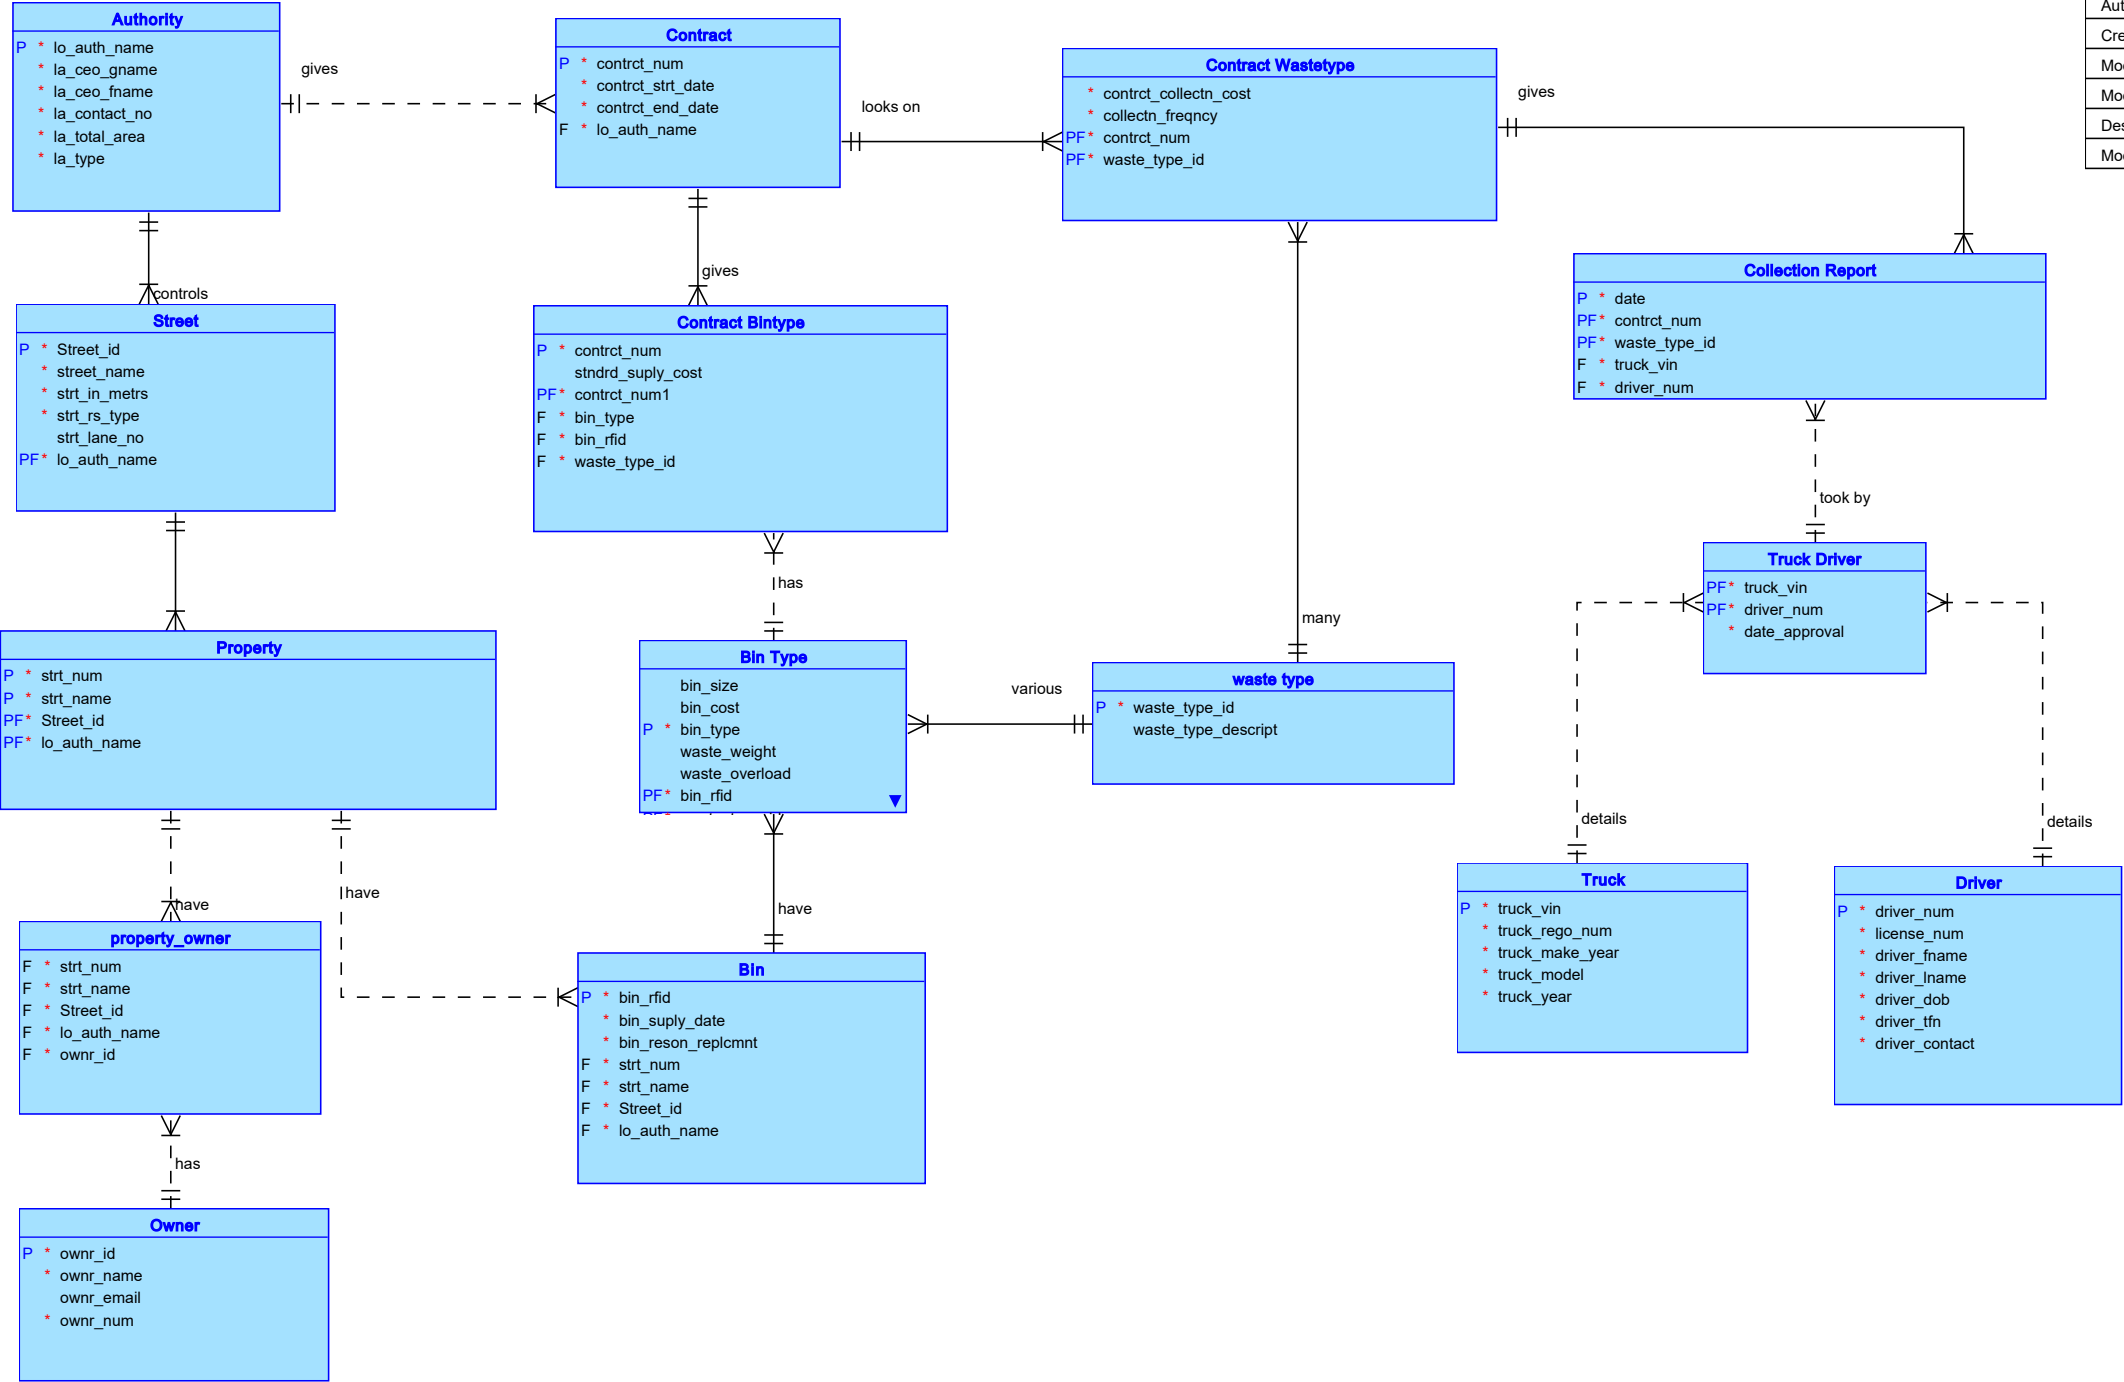 Authority
P * lo_auth_name
* la_ceo_gname
* la_ceo_fname
* la_contact_no
* la_total_area
* la_type
gives
Contract
P * contrct_num
* contrct_strt_date
* contrct_end_date
F * lo_auth_name
looks on
Contract Wastetype
* contrct_collectn_cost
* collectn_freqncy
PF* contrct_num
PF* waste_type_id
gives
Aut
Cre
Mod
Mod
Des
Mod
controls
Street
P * Street_id
* street_name
* strt_in_metrs
* strt_rs_type
strt_lane_no
PF* lo_auth_name
gives
Contract Bintype
P * contrct_num
stndrd_suply_cost
PF* contrct_num1
F * bin_type
F * bin_rfid
F * waste_type_id
Collection Report
P * date
PF* contrct_num
PF* waste_type_id
F * truck_vin
F * driver_num
took by
Truck Driver
PF* truck_vin
PF* driver_num
* date_approval
has
many
Property
P * strt_num
P * strt_name
PF* Street_id
PF* lo_auth_name
Bin Type
bin_size
bin_cost
P * bin_type
waste_weight
waste_overload
PF* bin_rfid
various
waste type
P * waste_type_id
waste_type_descript
details
details
have
have
have
Truck
P * truck_vin
* truck_rego_num
* truck_make_year
* truck_model
* truck_year
Driver
P * driver_num
* license_num
* driver_fname
* driver_lname
* driver_dob
* driver_tfn
* driver_contact
property_owner
F * strt_num
F * strt_name
F * Street_id
F * lo_auth_name
F * ownr_id
Bin
P * bin_rfid
* bin_suply_date
* bin_reson_replcmnt
F * strt_num
F * strt_name
F * Street_id
F * lo_auth_name
has
Owner
P * ownr_id
* ownr_name
ownr_email
* ownr_num